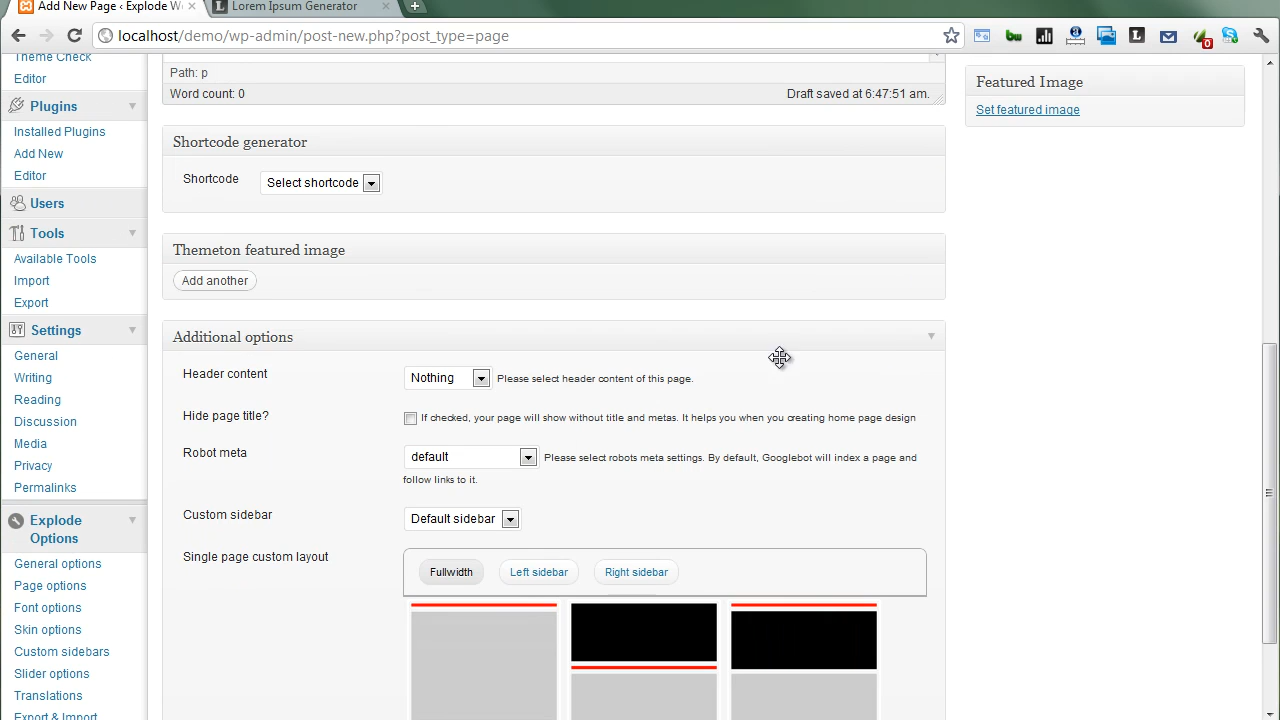 Add New Page ‹ Explode W
Lorem Ipsum Generator
localhost/demo/wp-admin/post-new.php?post_type=page
Theme Check
Editor
Plugins
Installed Plugins
Add New
Editor
Users
Tools
Available Tools
Import
Export
Settings
General
Writing
Reading
Discussion
Media
Privacy
Permalinks
Explode
Options
General options
Page options
Font options
Skin options
Custom sidebars
Slider options
Translations
Export & Import
Path: p
Word count: 0
Draft saved at 6:47:51 am.
Shortcode generator
Shortcode
Select shortcode
Themeton featured image
Add another
Additional options
Header content
Nothing
Please select header content of this page.
Hide page title?
If checked, your page will show without title and metas. It helps you when you creating home page design
Robot meta
default
Please select robots meta settings. By default, Googlebot will index a page and
follow links to it.
Custom sidebar
Default sidebar
Single page custom layout
Fullwidth
Left sidebar
Right sidebar
Featured Image
Set featured image
bw
L
L
0